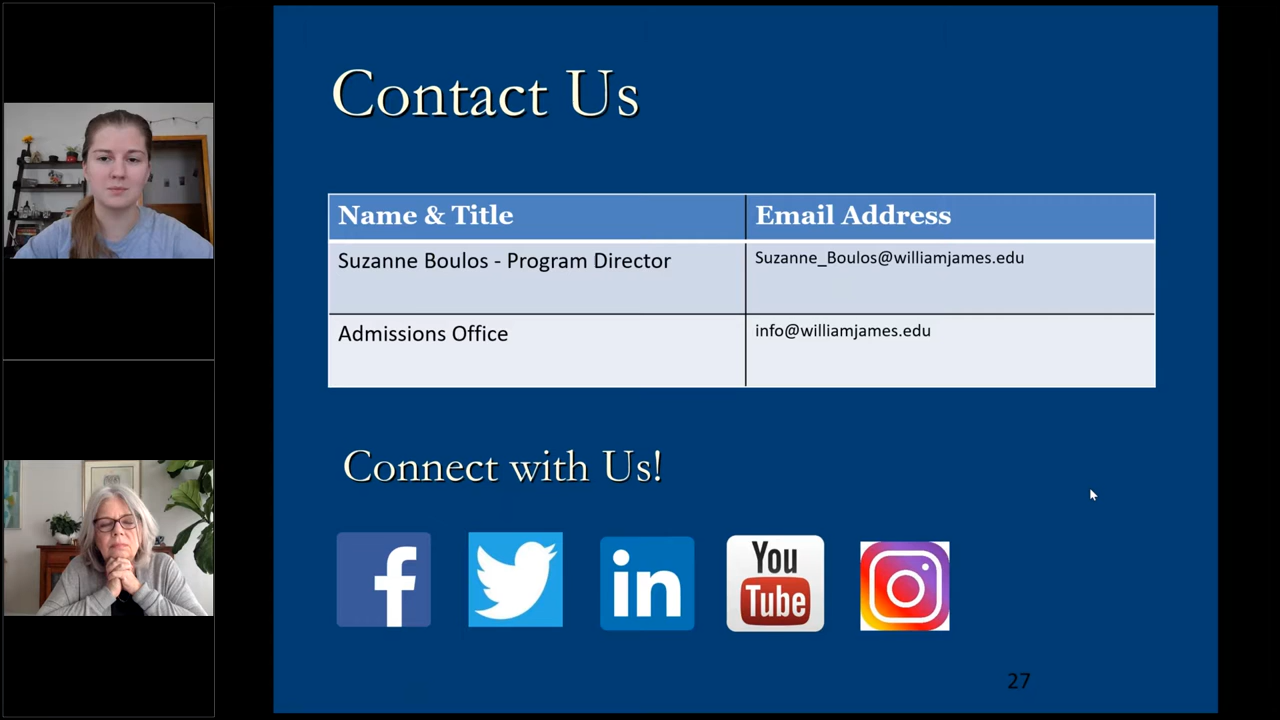 Contact Us
Name & Title Email Address
Suzanne Boulos - Program Director Suzanne_Boulos@williamjames.edu
Admissions Office info@williamjames.edu
Connect with Us!
f in You Tube
27